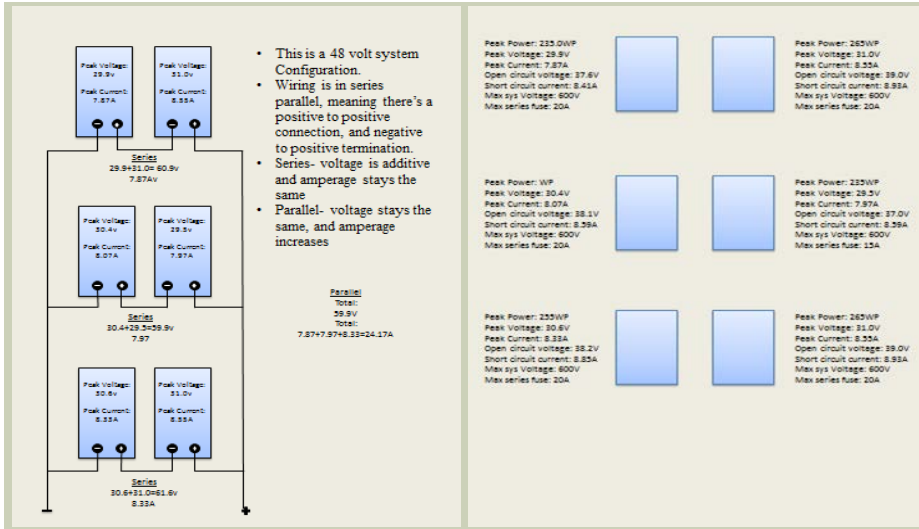 Peak Voltage:
29.9v
Peak Current:
7.87A
Peak Voltage:
31.0v
Peak Current:
8.55A
Series
29.9+31.0= 60.9v
7.87Av
Peak Voltage:
30.4v
Peak Current:
8.07A
Peak Voltage:
29.5v
Peak Current:
7.97A
Series
30.4+29.5=59.9v
7.97
Peak Voltage:
30.6v
Peak Current:
8.33A
Peak Voltage:
31.0v
Peak Current:
8.55A
Series
30.6+31.0=61.6v
8.33A
• This is a 48 volt system
Configuration.
• Wiring is in series
parallel, meaning there's a
positive to positive
connection, and negative
to positive termination.
• Series- voltage is additive
and amperage stays the
same
• Parallel- voltage stays the
same, and amperage
increases
Parallel
Total:
59.9V
Total:
7.87+7.97+8.33=24.17A
Peak Power: 235.0WP
Peak Voltage: 29.9V
Peak Current: 7.87A
Open circuit voltage: 37.6V
Short circuit current: 8.41A
Max sys Voltage: 600V
Max series fuse: 20A
Peak Power: 265WP
Peak Voltage: 31.0V
Peak Current: 8.55A
Open circuit voltage: 39.0V
Short circuit current: 8.93A
Max sys Voltage: 600V
Max series fuse: 20A
Peak Power: WP
Peak Voltage: 30.4V
Peak Current: 8.07A
Open circuit voltage: 38.1V
Short circuit current: 8.59A
Max sys Voltage: 600V
Max series fuse: 20A
Peak Power: 235WP
Peak Voltage: 29.5V
Peak Current: 7.97A
Open circuit voltage: 37.0V
Short circuit current: 8.59A
Max sys Voltage: 600V
Max series fuse: 15A
Peak Power: 255WP
Peak Voltage: 30.6V
Peak Current: 8.33A
Open circuit voltage: 38.2V
Short circuit current: 8.85A
Max sys Voltage: 600V
Max series fuse: 20A
Peak Power: 265WP
Peak Voltage: 31.0V
Peak Current: 8.55A
Open circuit voltage: 39.0V
Short circuit current: 8.93A
Max sys Voltage: 600V
Max series fuse: 20A